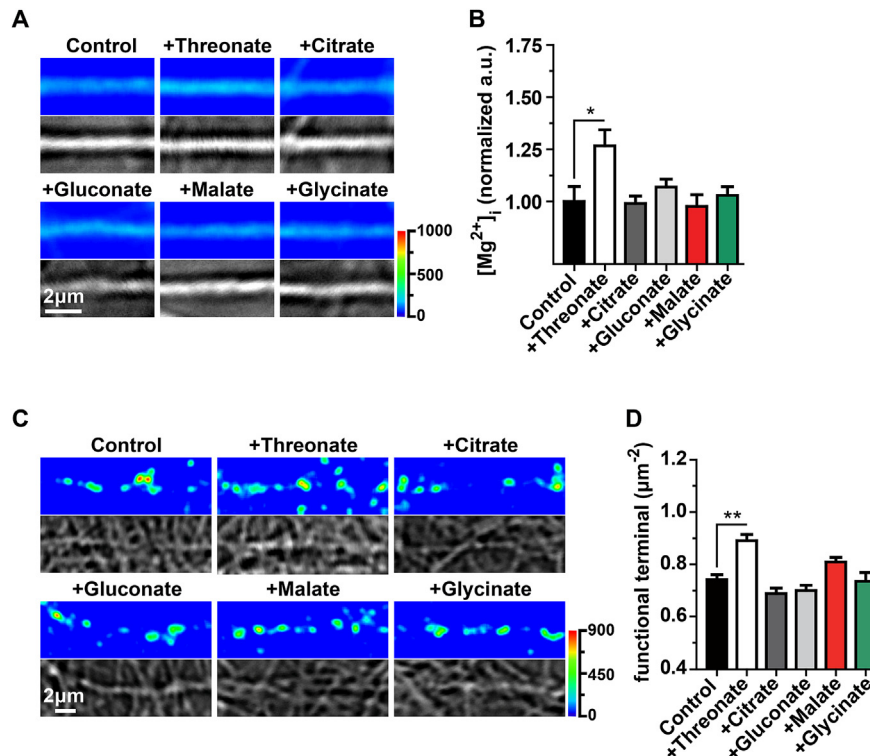 A
Control +Threonate +Citrate
+Gluconate +Malate +Glycinate
2μm
1000
500
0
B
[Mg²⁺]ᵢ (normalized a.u.)
1.75
1.50
1.25
1.00
*
Control
+Threonate
+Citrate
+Gluconate
+Malate
+Glycinate
C
Control +Threonate +Citrate
+Gluconate +Malate +Glycinate
2μm
900
450
0
D
functional terminal (μm⁻²)
1.2
1.0
0.8
0.6
0.4
**
Control
+Threonate
+Citrate
+Gluconate
+Malate
+Glycinate